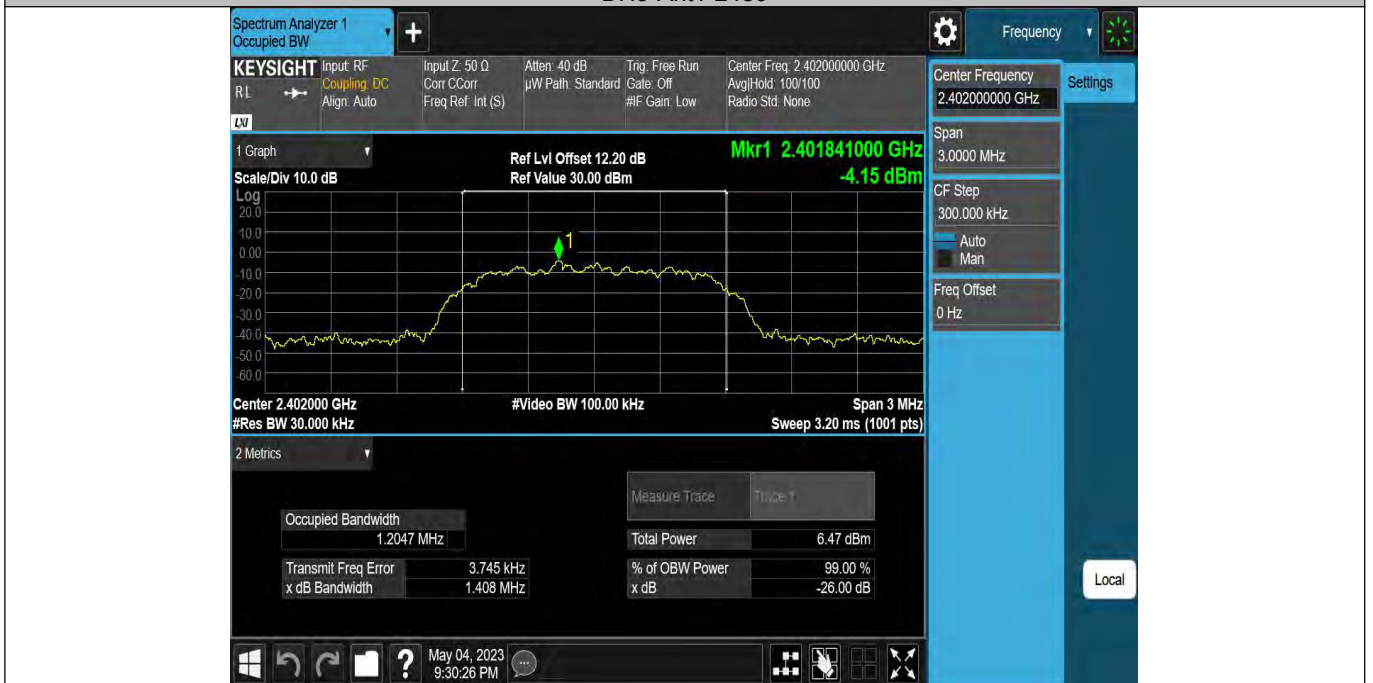 Spectrum Analyzer 1
Occupied BW
Frequency
KEYSIGHT
RL
LXI
Input: RF
Coupling: DC
Align: Auto
Input Z: 50 Ω
Corr CCorr
Freq Ref: Int (S)
Atten: 40 dB
µW Path: Standard
Trig: Free Run
Gate: Off
#IF Gain: Low
Center Freq: 2.402000000 GHz
Avg|Hold: 100/100
Radio Std: None
Center Frequency
2.402000000 GHz
Settings
Span
3.0000 MHz
CF Step
300.000 kHz
Auto
Man
Freq Offset
0 Hz
Local
1 Graph
Scale/Div 10.0 dB
Ref Lvl Offset 12.20 dB
Ref Value 30.00 dBm
Mkr1 2.401841000 GHz
-4.15 dBm
Log
20.0
10.0
0.00
-10.0
-20.0
-30.0
-40.0
-50.0
-60.0
1
Center 2.402000 GHz
#Res BW 30.000 kHz
#Video BW 100.00 kHz
Span 3 MHz
Sweep 3.20 ms (1001 pts)
2 Metrics
Measure Trace
Trace 1
Occupied Bandwidth
1.2047 MHz
Total Power
6.47 dBm
Transmit Freq Error
3.745 kHz
% of OBW Power
99.00 %
x dB Bandwidth
1.408 MHz
x dB
-26.00 dB
May 04, 2023
9:30:26 PM